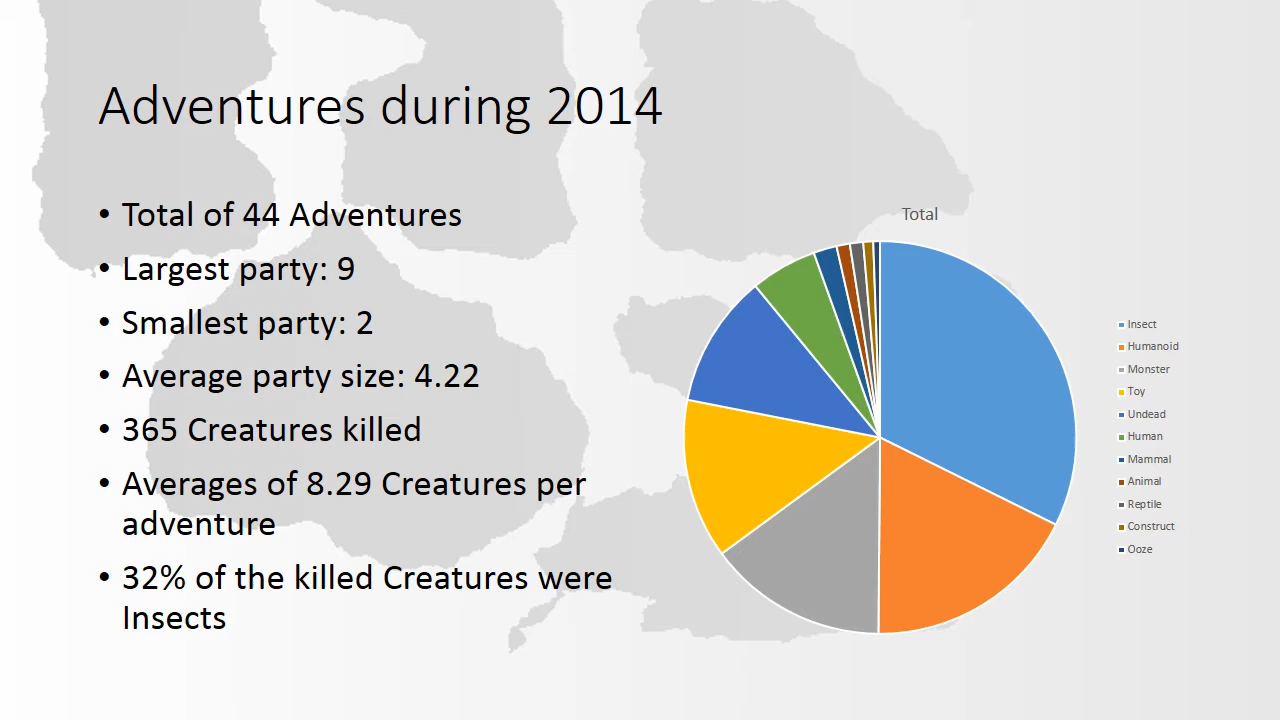 Adventures during 2014
• Total of 44 Adventures
• Largest party: 9
• Smallest party: 2
• Average party size: 4.22
• 365 Creatures killed
• Averages of 8.29 Creatures per
adventure
• 32% of the killed Creatures were
Insects
Total
Insect
Humanoid
Monster
Toy
Undead
Human
Mammal
Animal
Reptile
Construct
Ooze